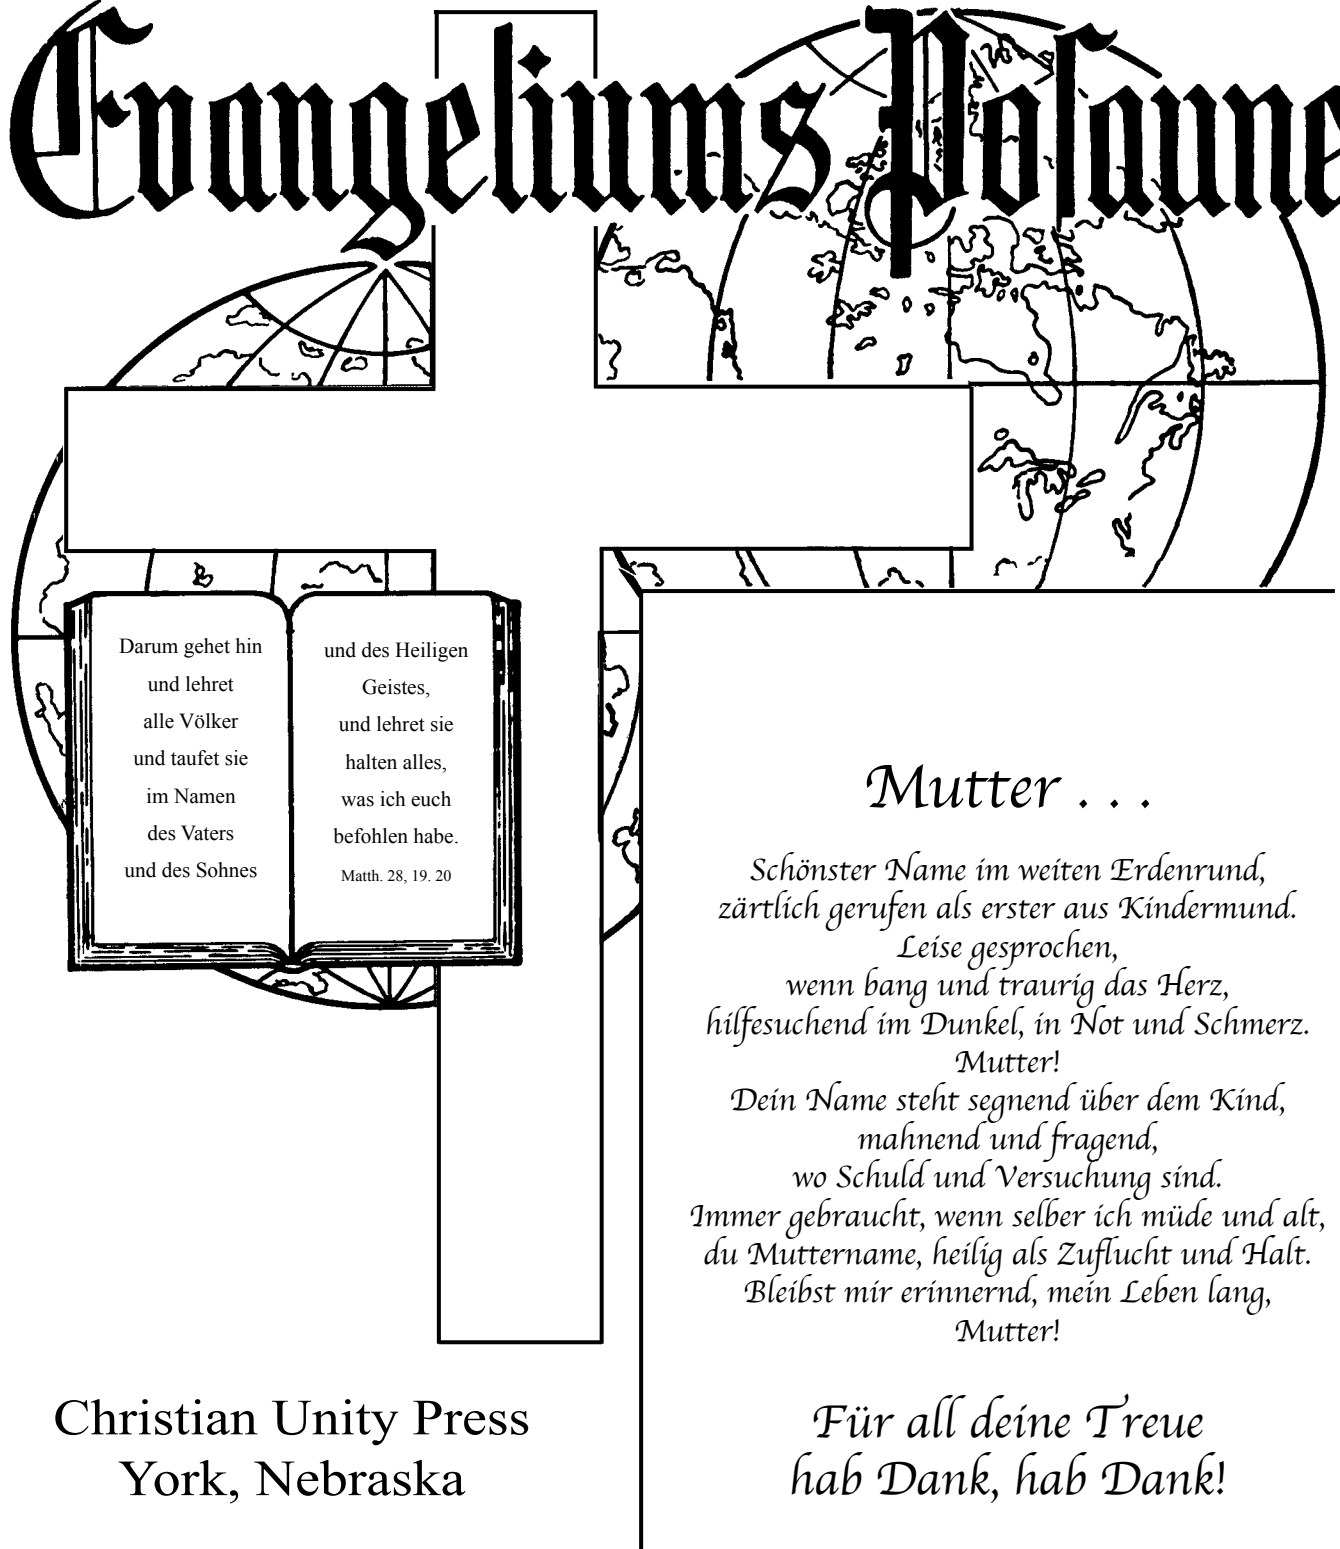 Evangeliums Poſaune
Darum gehet hin
und lehret
alle Völker
und taufet sie
im Namen
des Vaters
und des Sohnes
und des Heiligen
Geistes,
und lehret sie
halten alles,
was ich euch
befohlen habe.
Matth. 28, 19. 20
Christian Unity Press
York, Nebraska
Mutter . . .
Schönster Name im weiten Erdenrund,
zärtlich gerufen als erster aus Kindermund.
Leise gesprochen,
wenn bang und traurig das Herz,
hilfesuchend im Dunkel, in Not und Schmerz.
Mutter!
Dein Name steht segnend über dem Kind,
mahnend und fragend,
wo Schuld und Versuchung sind.
Immer gebraucht, wenn selber ich müde und alt,
du Muttername, heilig als Zuflucht und Halt.
Bleibst mir erinnernd, mein Leben lang,
Mutter!
Für all deine Treue
hab Dank, hab Dank!